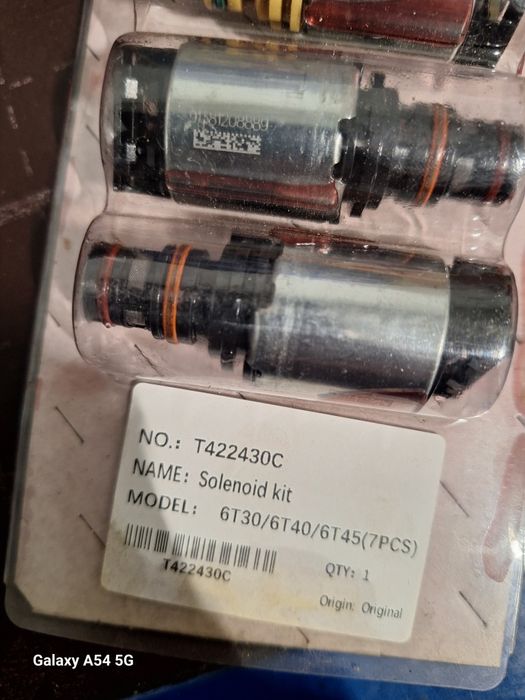 NO.: T422430C
NAME: Solenoid kit
MODEL: 6T30/6T40/6T45(7PCS)
T422430C
QTY: 1
Origin: Original
Galaxy A54 5G